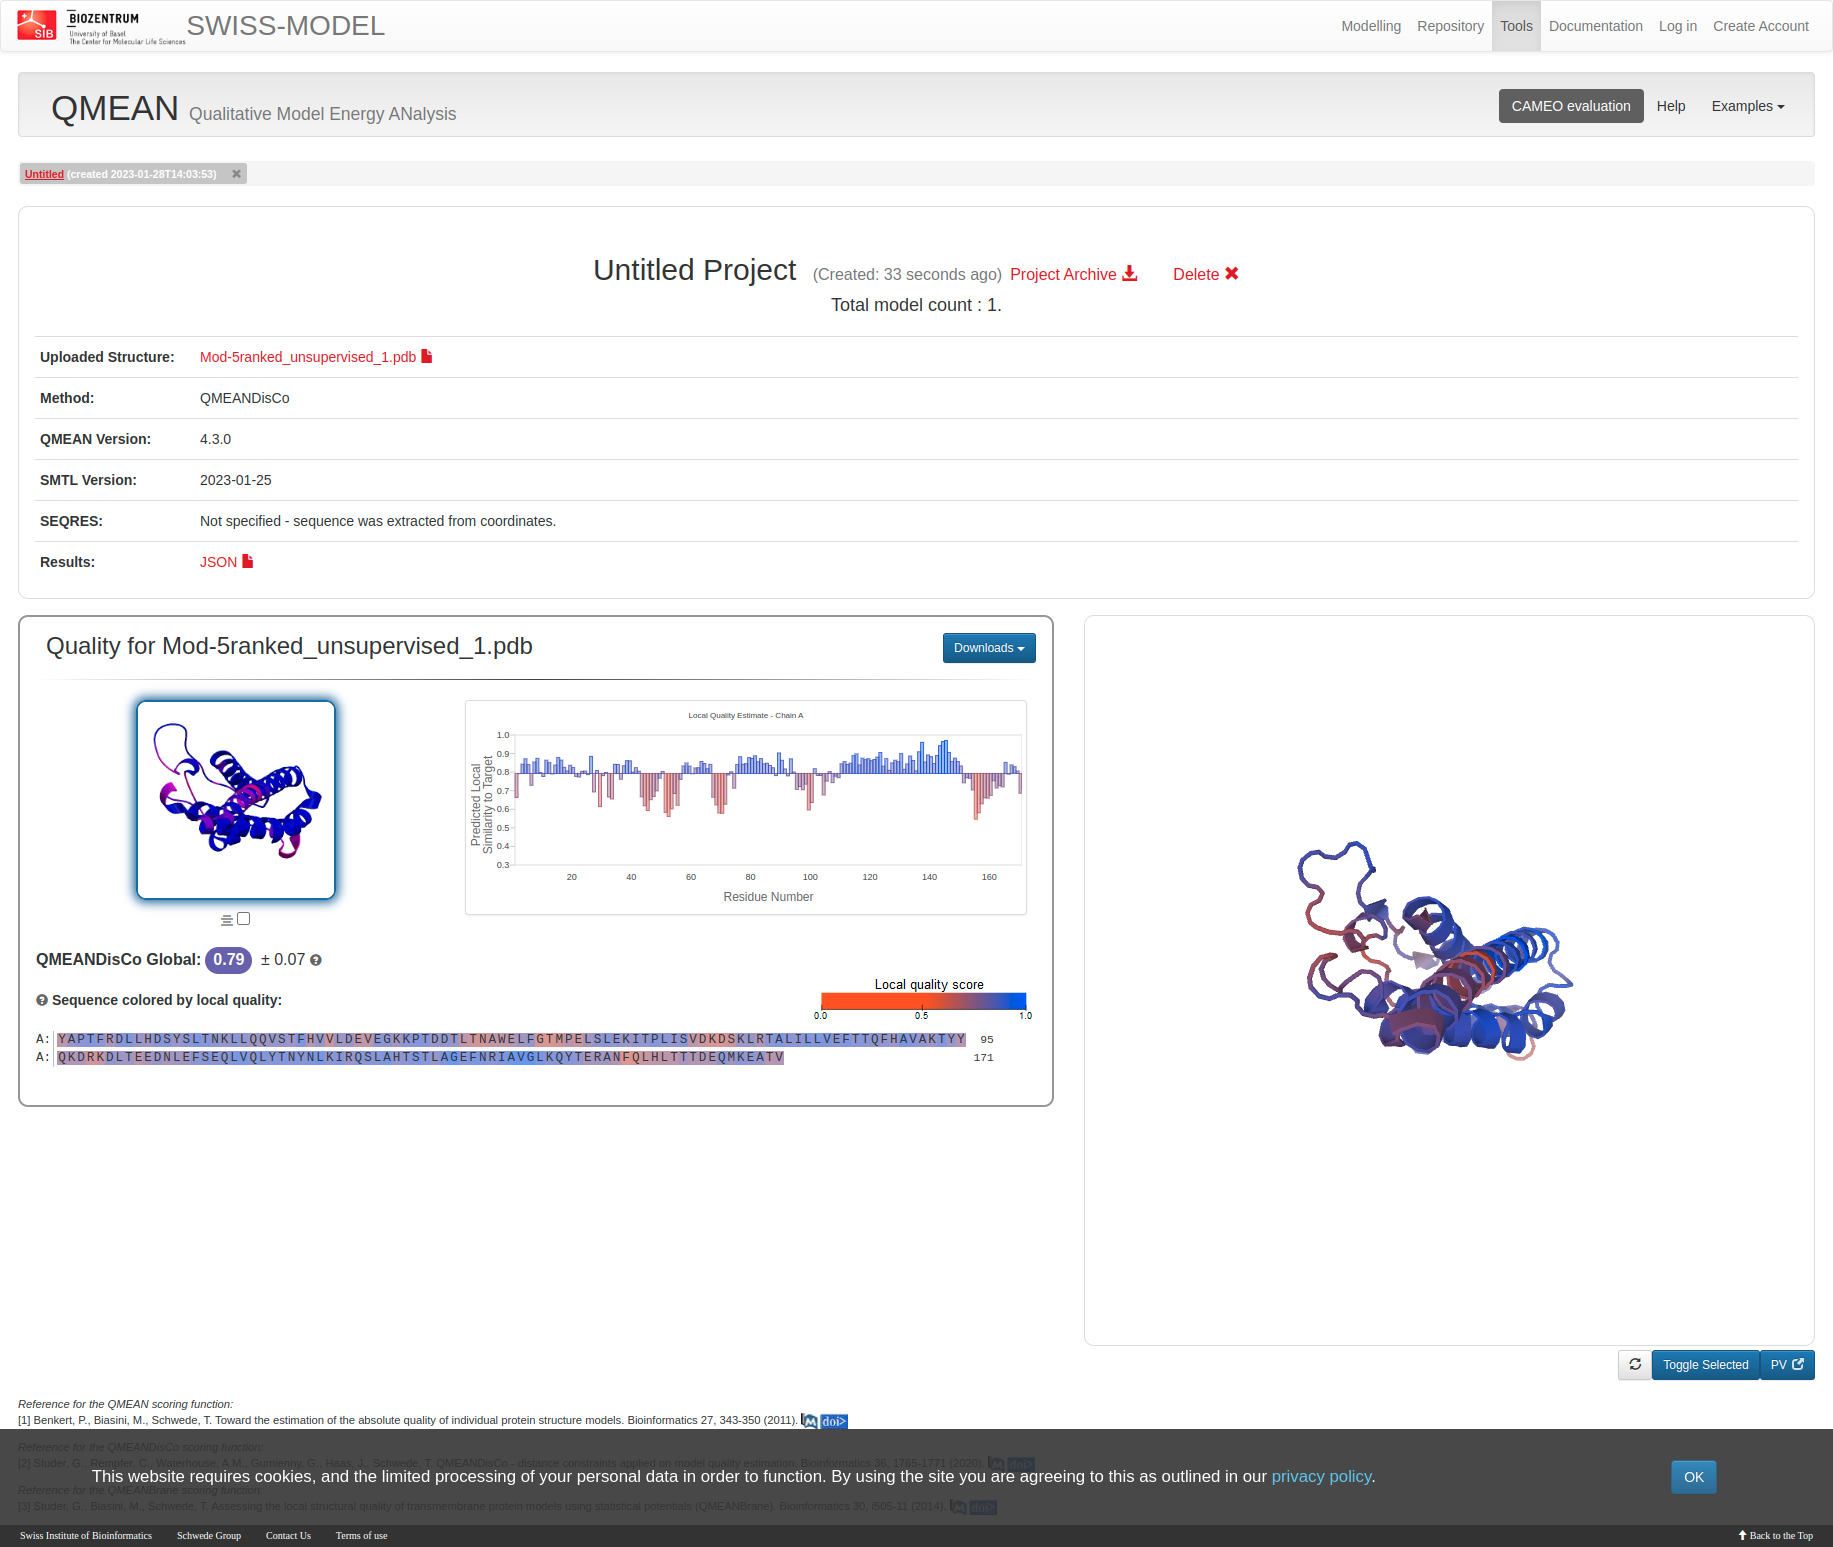 SIB
BIOZENTRUM
University of Basel
The Center for Molecular Life Sciences
SWISS-MODEL
Modelling Repository Tools Documentation Log in Create Account
QMEAN Qualitative Model Energy ANalysis
CAMEO evaluation Help Examples
Untitled (created 2023-01-28T14:03:53)
Untitled Project (Created: 33 seconds ago) Project Archive Delete
Total model count : 1.
Uploaded Structure: Mod-5ranked_unsupervised_1.pdb
Method: QMEANDisCo
QMEAN Version: 4.3.0
SMTL Version: 2023-01-25
SEQRES: Not specified - sequence was extracted from coordinates.
Results: JSON
Quality for Mod-5ranked_unsupervised_1.pdb
Downloads
Local Quality Estimate - Chain A
Predicted Local
Similarity to Target
1.0
0.9
0.8
0.7
0.6
0.5
0.4
0.3
20 40 60 80 100 120 140 160
Residue Number
QMEANDisCo Global: 0.79 ± 0.07
Sequence colored by local quality:
Local quality score
0.0 0.5 1.0
A: YAPTFRDLLHDSYSLTNKLLQQVSTFHVVLDEVEGKKPTDDTLTNAWELFGTMPELSLEKITPLISVDKDSKLRTALILLVEFTTQFHAVAKTYY 95
A: QKDRKDLTEEDNLEFSEQLVQLYTNYNLKIRQSLAHTSTLAGEFNRIAVGLKQYTERANFQLHLTTTDEQMKEATV 171
Toggle Selected
PV
Reference for the QMEAN scoring function:
[1] Benkert, P., Biasini, M., Schwede, T. Toward the estimation of the absolute quality of individual protein structure models. Bioinformatics 27, 343-350 (2011). doi>
Reference for the QMEANDisCo scoring function:
[2] Studer, G., Rempfer, C., Waterhouse, A.M., Gumienny, G., Haas, J., Schwede, T. QMEANDisCo - distance constraints applied on model quality estimation. Bioinformatics 36, 1765-1771 (2020). doi>
This website requires cookies, and the limited processing of your personal data in order to function. By using the site you are agreeing to this as outlined in our privacy policy.
OK
Reference for the QMEANBrane scoring function:
[3] Studer, G., Biasini, M., Schwede, T. Assessing the local structural quality of transmembrane protein models using statistical potentials (QMEANBrane). Bioinformatics 30, i505-11 (2014). doi>
Swiss Institute of Bioinformatics Schwede Group Contact Us Terms of use
Back to the Top